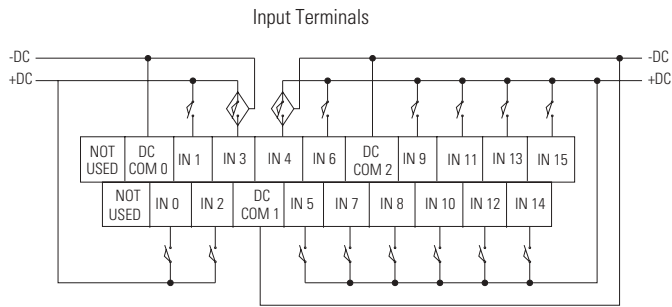 Input Terminals
-DC -DC
+DC +DC
NOT USED DC COM 0 IN 1 IN 3 IN 4 IN 6 DC COM 2 IN 9 IN 11 IN 13 IN 15
NOT USED IN 0 IN 2 DC COM 1 IN 5 IN 7 IN 8 IN 10 IN 12 IN 14